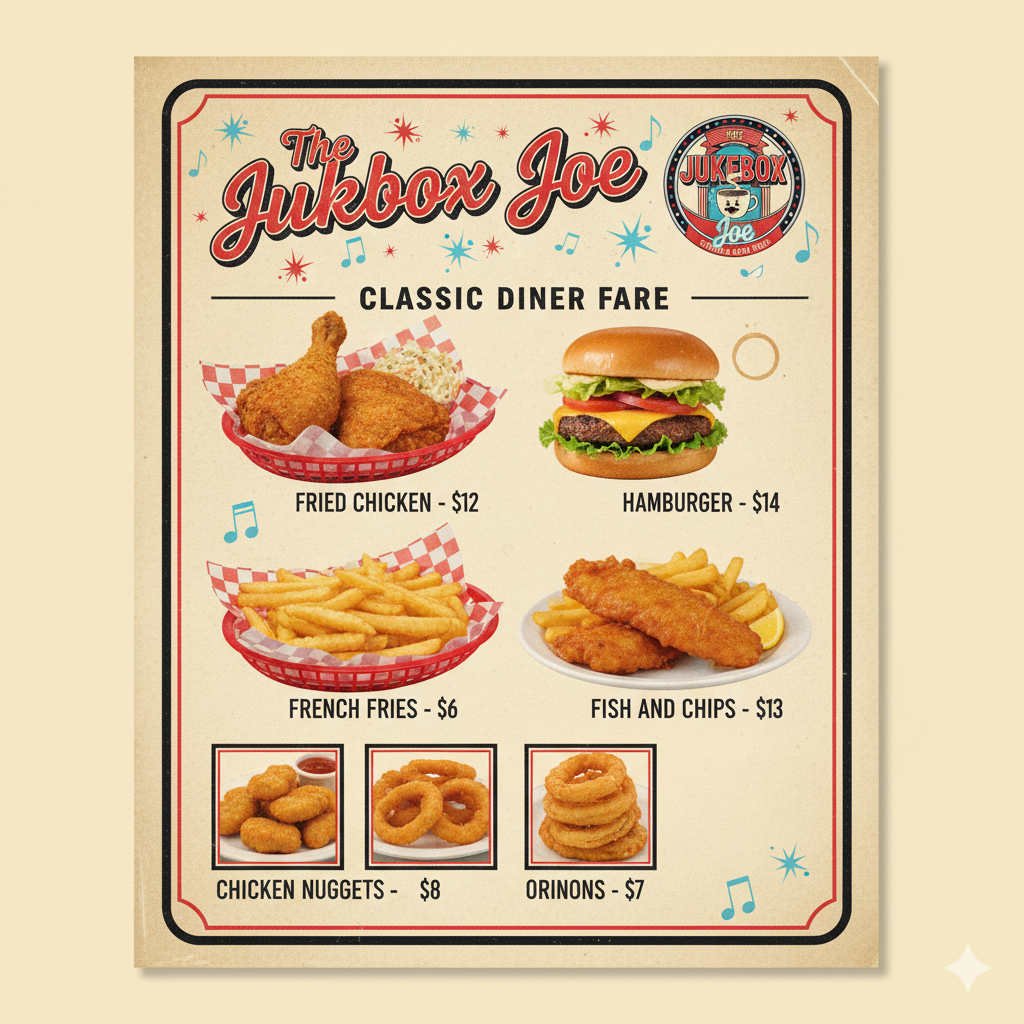 The
Jukbox Joe
JUKEBOX
Joe
CLASSIC DINER FARE
FRIED CHICKEN - $12
HAMBURGER - $14
FRENCH FRIES - $6
FISH AND CHIPS - $13
CHICKEN NUGGETS - $8
ORINONS - $7